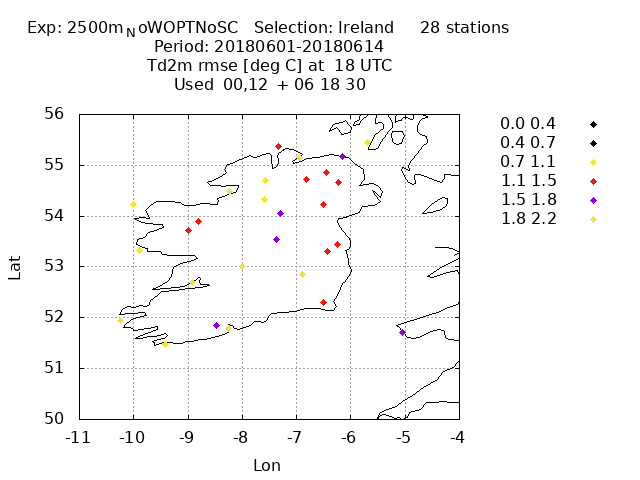 Exp: 2500m_NoWOPTNoSC Selection: Ireland 28 stations
Period: 20180601-20180614
Td2m rmse [deg C] at 18 UTC
Used 00,12 + 06 18 30
0.0 0.4
0.4 0.7
0.7 1.1
1.1 1.5
1.5 1.8
1.8 2.2
56
55
54
53
52
51
50
Lat
-11 -10 -9 -8 -7 -6 -5 -4
Lon